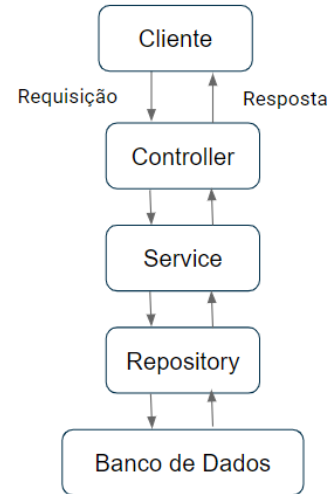 Cliente
Requisição
Resposta
Controller
Service
Repository
Banco de Dados